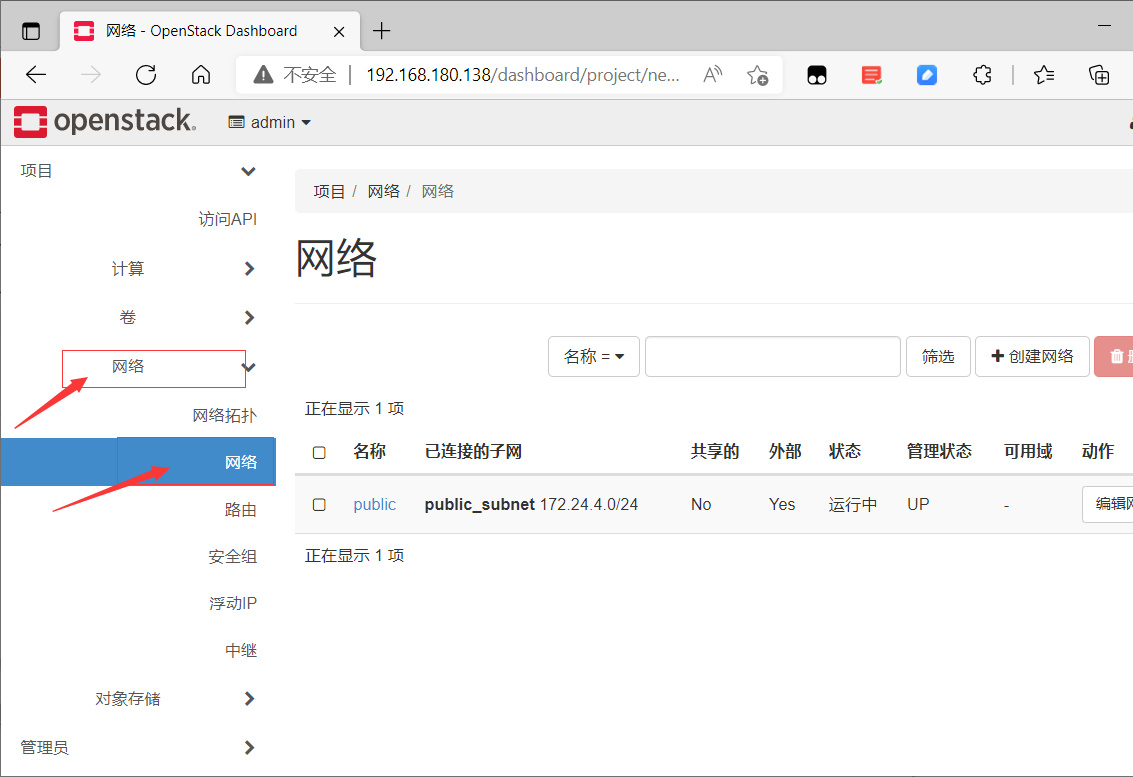 网络 - OpenStack Dashboard
不安全 192.168.180.138/dashboard/project/ne...
openstack. admin
项目
访问API
计算
卷
网络
网络拓扑
网络
路由
安全组
浮动IP
中继
对象存储
管理员
项目 / 网络 / 网络
网络
名称 = 筛选 创建网络
正在显示 1 项
名称 已连接的子网 共享的 外部 状态 管理状态 可用域 动作
public public_subnet 172.24.4.0/24 No Yes 运行中 UP - 编辑
正在显示 1 项